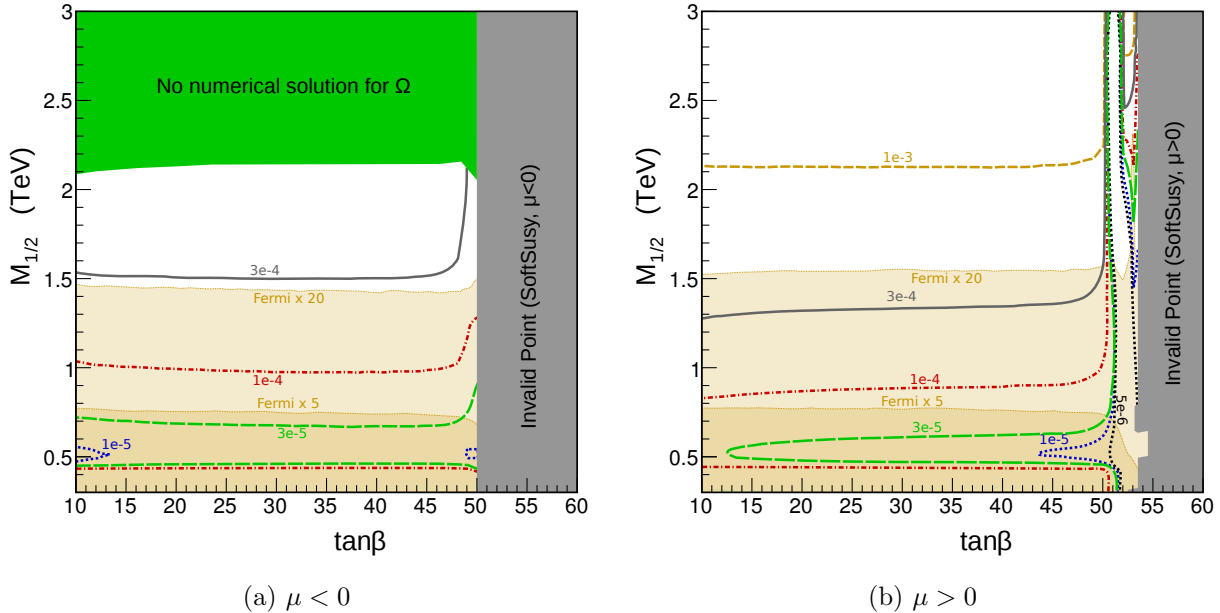 3
2.5
2
1.5
1
0.5
M1/2 (TeV)
No numerical solution for Ω
3e-4
Fermi x 20
1e-4
Fermi x 5
3e-5
1e-5
Invalid Point (SoftSusy, μ<0)
10 15 20 25 30 35 40 45 50 55 60
tanβ
(a) μ < 0
3
2.5
2
1.5
1
0.5
M1/2 (TeV)
1e-3
Fermi x 20
3e-4
1e-4
Fermi x 5
3e-5
1e-5
5e-6
Invalid Point (SoftSusy, μ>0)
10 15 20 25 30 35 40 45 50 55 60
tanβ
(b) μ > 0